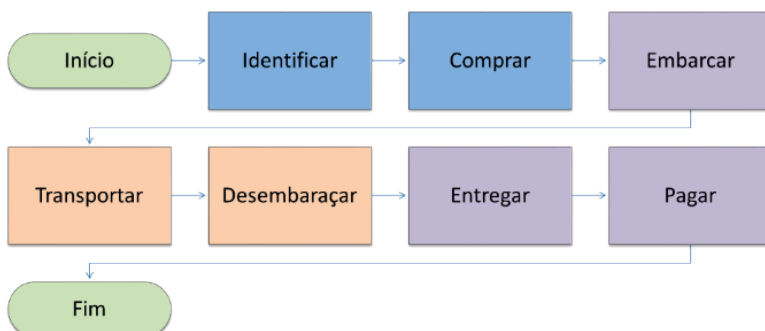 Início
Identificar
Comprar
Embarcar
Transportar
Desembaraçar
Entregar
Pagar
Fim